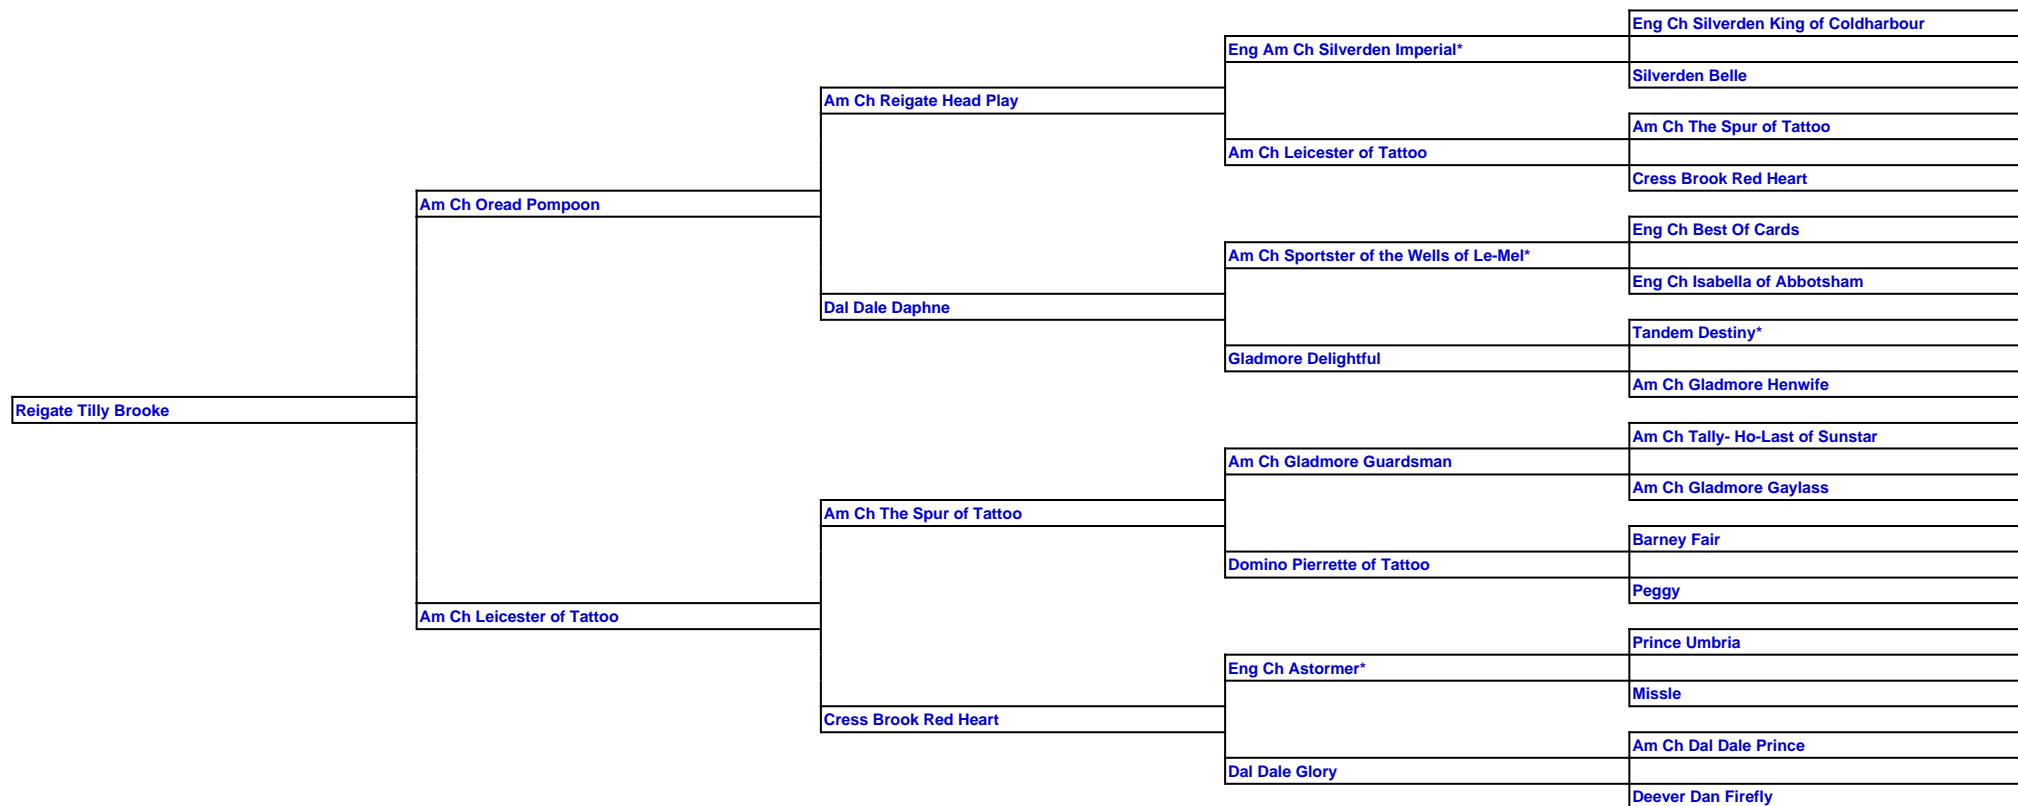 Eng Ch Silverden King of Coldharbour
Eng Am Ch Silverden Imperial*
Silverden Belle
Am Ch Reigate Head Play
Am Ch The Spur of Tattoo
Am Ch Leicester of Tattoo
Cress Brook Red Heart
Am Ch Oread Pompoon
Eng Ch Best Of Cards
Am Ch Sportster of the Wells of Le-Mel*
Eng Ch Isabella of Abbotsham
Dal Dale Daphne
Tandem Destiny*
Gladmore Delightful
Am Ch Gladmore Henwife
Reigate Tilly Brooke
Am Ch Tally- Ho-Last of Sunstar
Am Ch Gladmore Guardsman
Am Ch Gladmore Gaylass
Am Ch The Spur of Tattoo
Barney Fair
Domino Pierrette of Tattoo
Peggy
Am Ch Leicester of Tattoo
Prince Umbria
Eng Ch Astormer*
Missle
Cress Brook Red Heart
Am Ch Dal Dale Prince
Dal Dale Glory
Deever Dan Firefly